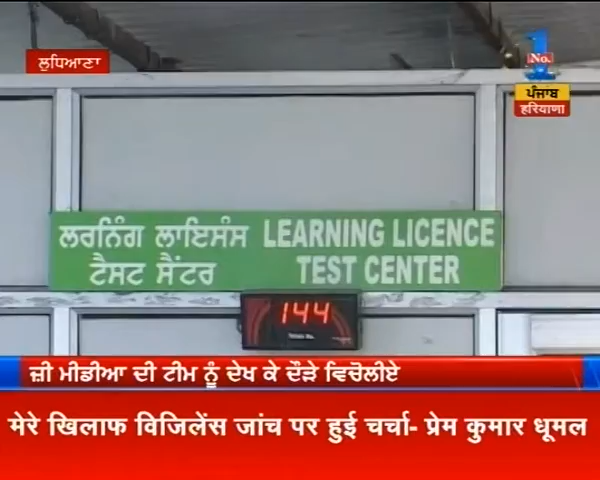 ਲੁਧਿਆਣਾ
No. 1
ਪੰਜਾਬ
ਹਰਿਆਣਾ
ਲਰਨਿੰਗ ਲਾਇਸੰਸ LEARNING LICENCE
ਟੈਸਟ ਸੈਂਟਰ TEST CENTER
144
ਜ਼ੀ ਮੀਡੀਆ ਦੀ ਟੀਮ ਨੂੰ ਦੇਖ ਕੇ ਦੌੜੇ ਵਿਚੋਲੀਏ
मेरे खिलाफ विजिलेंस जांच पर हुई चर्चा- प्रेम कुमार धूमल